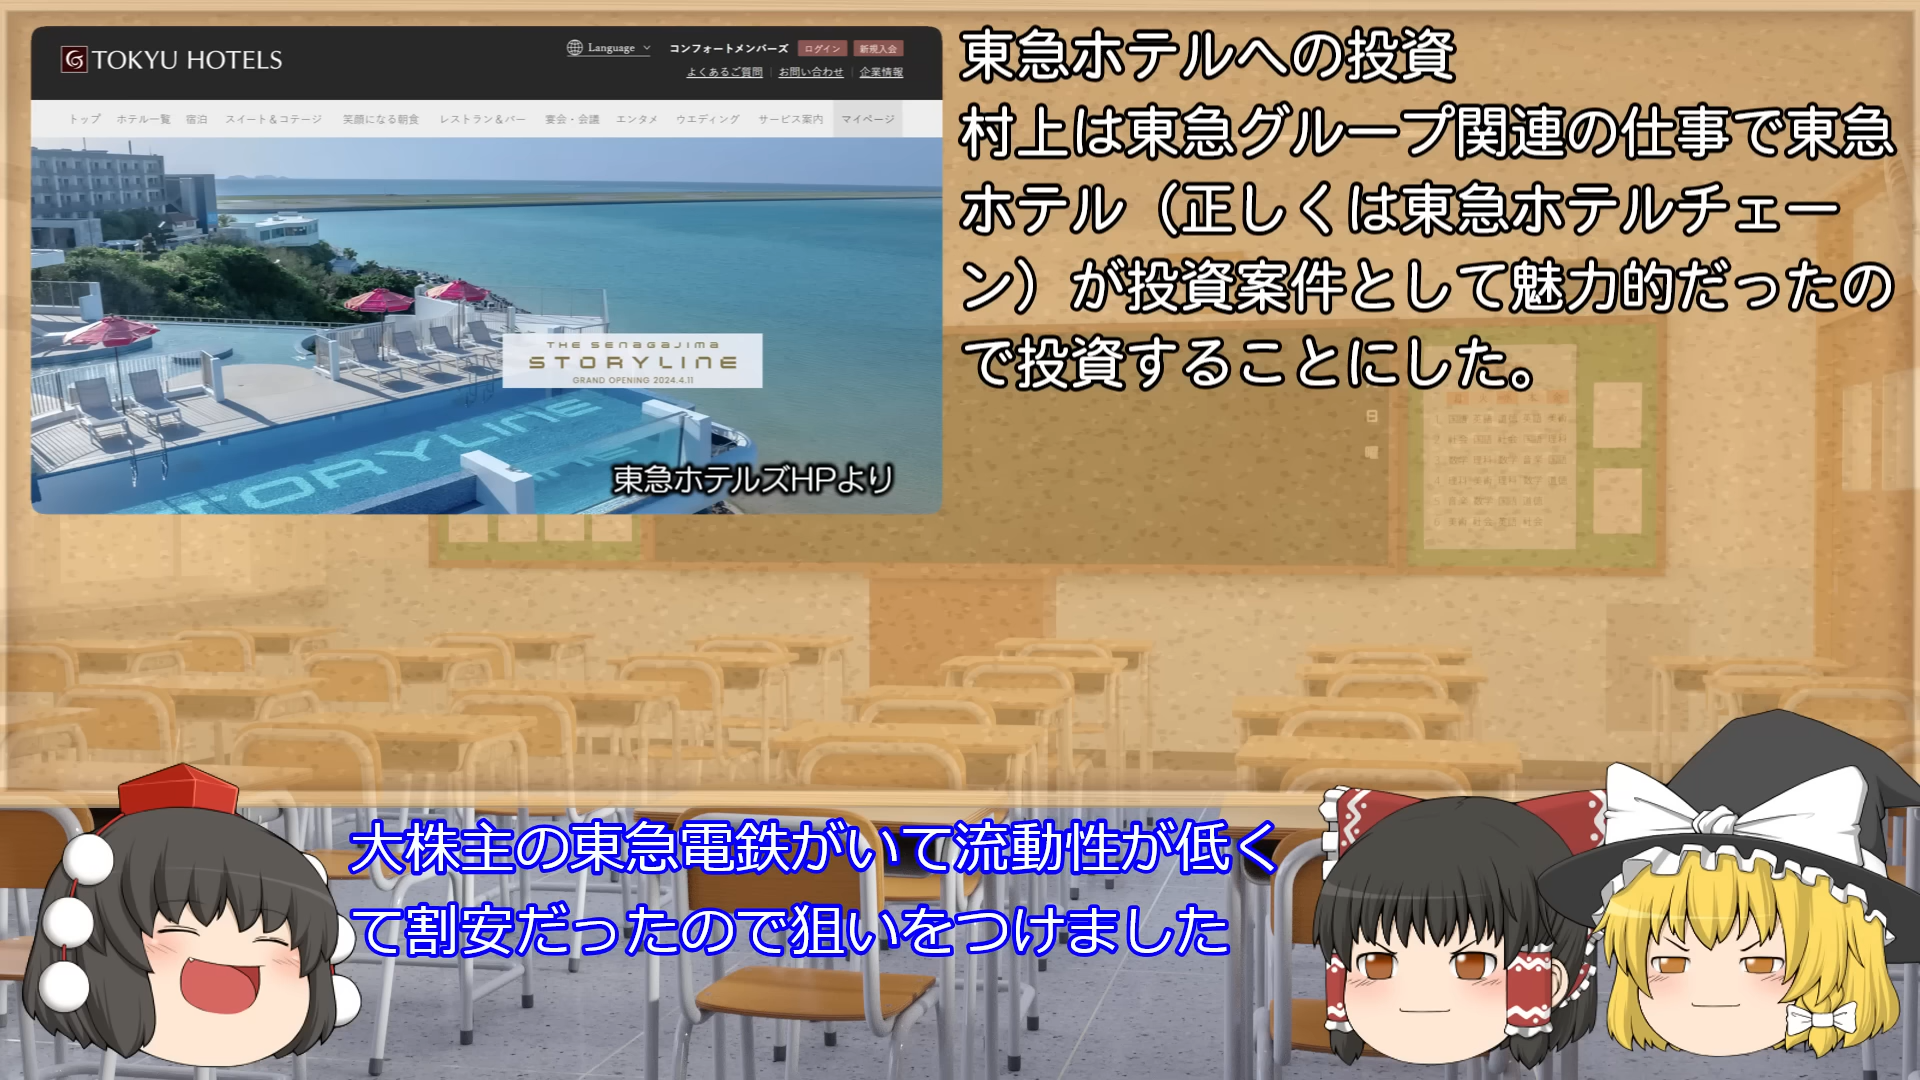 TOKYU HOTELS
Language
コンフォートメンバーズ
ログイン
新規入会
よくあるご質問
お問い合わせ
企業情報
トップ
ホテル一覧
宿泊
スイート＆コテージ
笑顔になる朝食
レストラン＆バー
宴会・会議
エンタメ
ウエディング
サービス案内
マイページ
THE SENAGAJIMA
STORYLINE
GRAND OPENING 2024.4.11
STORYLINE
東急ホテルズHPより
東急ホテルへの投資
村上は東急グループ関連の仕事で東急
ホテル（正しくは東急ホテルチェー
ン）が投資案件として魅力的だったの
で投資することにした。
大株主の東急電鉄がいて流動性が低く
て割安だったので狙いをつけました